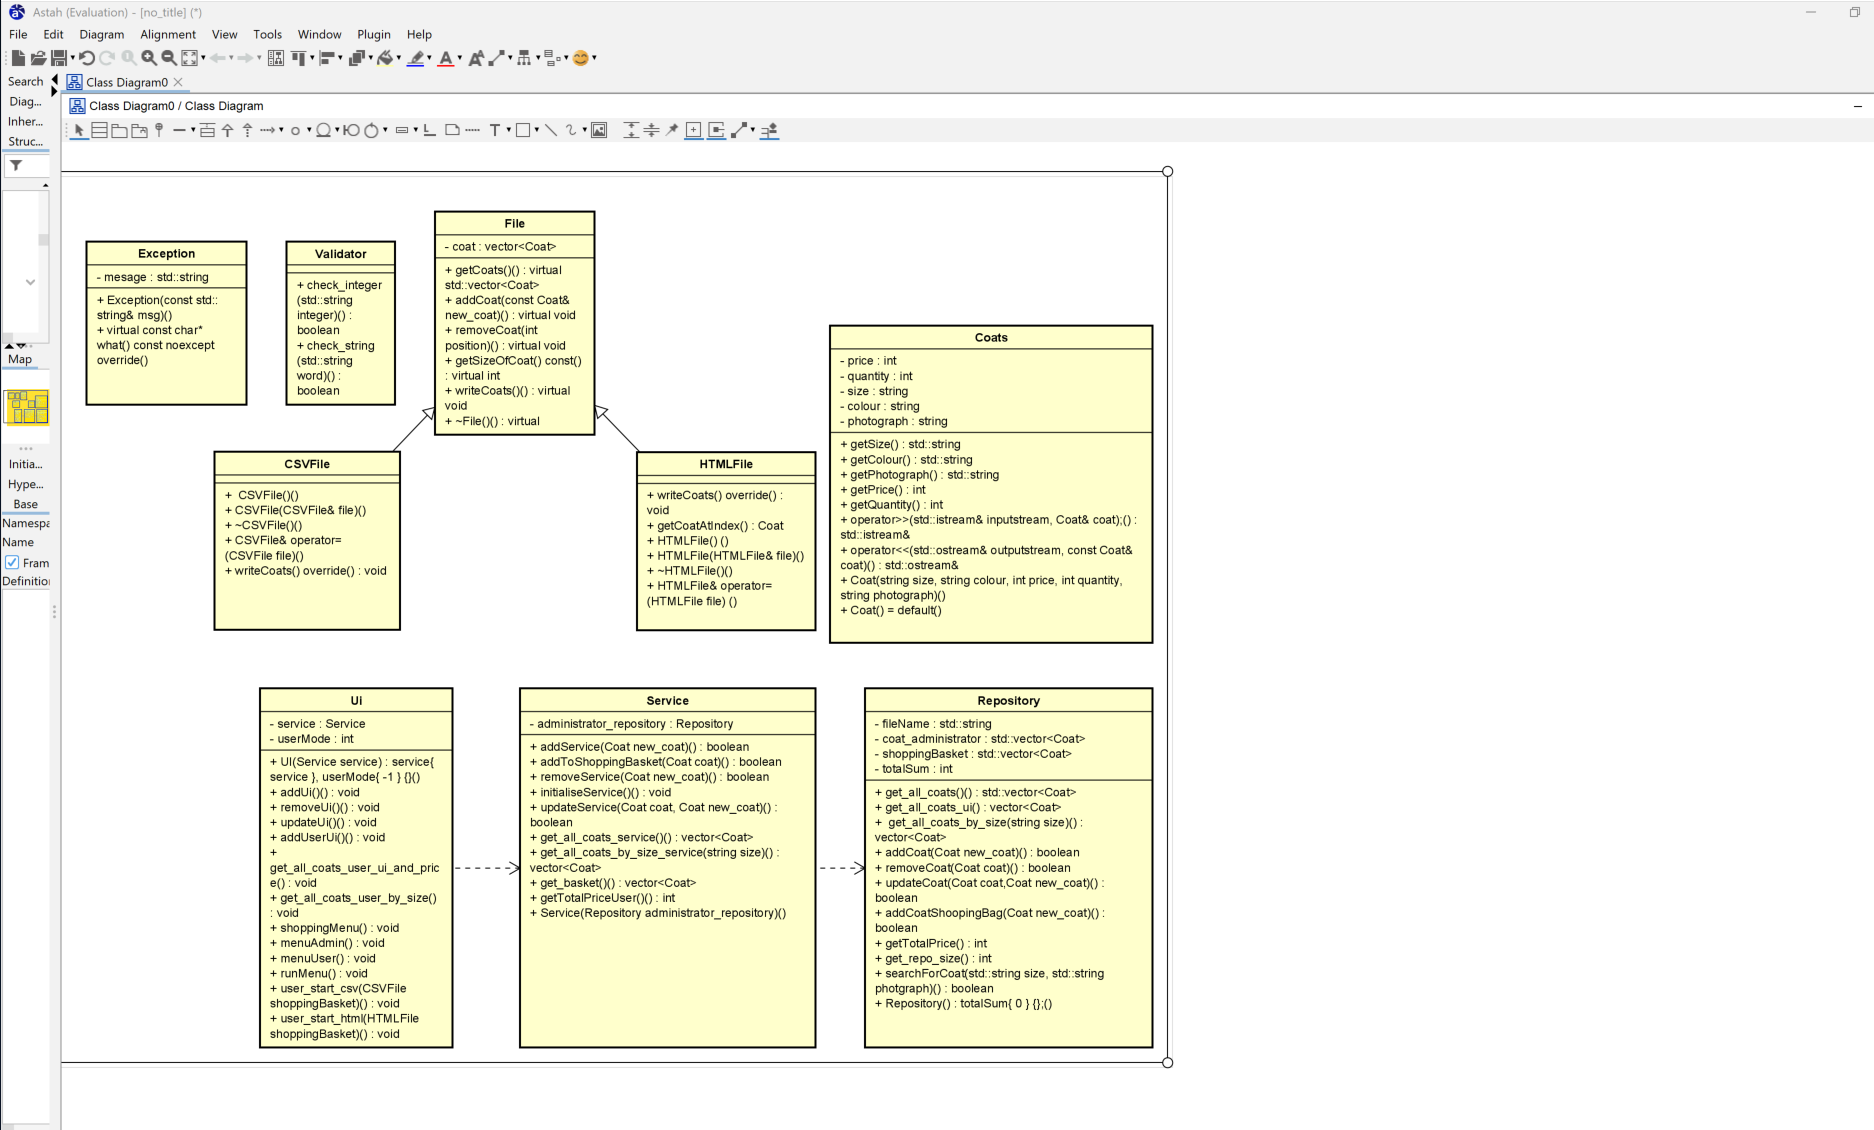 Astah (Evaluation) - [no_title] (*)
File Edit Diagram Alignment View Tools Window Plugin Help
Search
Class Diagram0
Diag...
Class Diagram0 / Class Diagram
Inher...
Struc...
Map
Initia...
Hype...
Base
Namespa
Name
Fram
Definition
Exception
- mesage : std::string
+ Exception(const std::
string& msg)()
+ virtual const char*
what() const noexcept
override()
Validator
+ check_integer
(std::string
integer)() :
boolean
+ check_string
(std::string
word)() :
boolean
File
- coat : vector<Coat>
+ getCoats()() : virtual
std::vector<Coat>
+ addCoat(const Coat&
new_coat)() : virtual void
+ removeCoat(int
position)() : virtual void
+ getSizeOfCoat() const()
: virtual int
+ writeCoats()() : virtual
void
+ ~File()() : virtual
CSVFile
+ CSVFile()()
+ CSVFile(CSVFile& file)()
+ ~CSVFile()()
+ CSVFile& operator=
(CSVFile file)()
+ writeCoats() override() : void
HTMLFile
+ writeCoats() override() :
void
+ getCoatAtIndex() : Coat
+ HTMLFile() ()
+ HTMLFile(HTMLFile& file)()
+ ~HTMLFile()()
+ HTMLFile& operator=
(HTMLFile file) ()
Coats
- price : int
- quantity : int
- size : string
- colour : string
- photograph : string
+ getSize() : std::string
+ getColour() : std::string
+ getPhotograph() : std::string
+ getPrice() : int
+ getQuantity() : int
+ operator>>(std::istream& inputstream, Coat& coat);() :
std::istream&
+ operator<<(std::ostream& outputstream, const Coat&
coat)() : std::ostream&
+ Coat(string size, string colour, int price, int quantity,
string photograph)()
+ Coat() = default()
Ui
- service : Service
- userMode : int
+ UI(Service service) : service{
service }, userMode{ -1 } {}()
+ addUi()() : void
+ removeUi()() : void
+ updateUi()() : void
+ addUserUi()() : void
+
get_all_coats_user_ui_and_pric
e() : void
+ get_all_coats_user_by_size()
: void
+ shoppingMenu() : void
+ menuAdmin() : void
+ menuUser() : void
+ runMenu() : void
+ user_start_csv(CSVFile
shoppingBasket)() : void
+ user_start_html(HTMLFile
shoppingBasket)() : void
Service
- administrator_repository : Repository
+ addService(Coat new_coat)() : boolean
+ addToShoppingBasket(Coat coat)() : boolean
+ removeService(Coat new_coat)() : boolean
+ initialiseService()() : void
+ updateService(Coat coat, Coat new_coat)() :
boolean
+ get_all_coats_service()() : vector<Coat>
+ get_all_coats_by_size_service(string size)() :
vector<Coat>
+ get_basket()() : vector<Coat>
+ getTotalPriceUser()() : int
+ Service(Repository administrator_repository)()
Repository
- fileName : std::string
- coat_administrator : std::vector<Coat>
- shoppingBasket : std::vector<Coat>
- totalSum : int
+ get_all_coats()() : std::vector<Coat>
+ get_all_coats_ui() : vector<Coat>
+ get_all_coats_by_size(string size)() :
vector<Coat>
+ addCoat(Coat new_coat)() : boolean
+ removeCoat(Coat coat)() : boolean
+ updateCoat(Coat coat,Coat new_coat)() :
boolean
+ addCoatShoopingBag(Coat new_coat)() :
boolean
+ getTotalPrice() : int
+ get_repo_size() : int
+ searchForCoat(std::string size, std::string
photgraph)() : boolean
+ Repository() : totalSum{ 0 } {};()